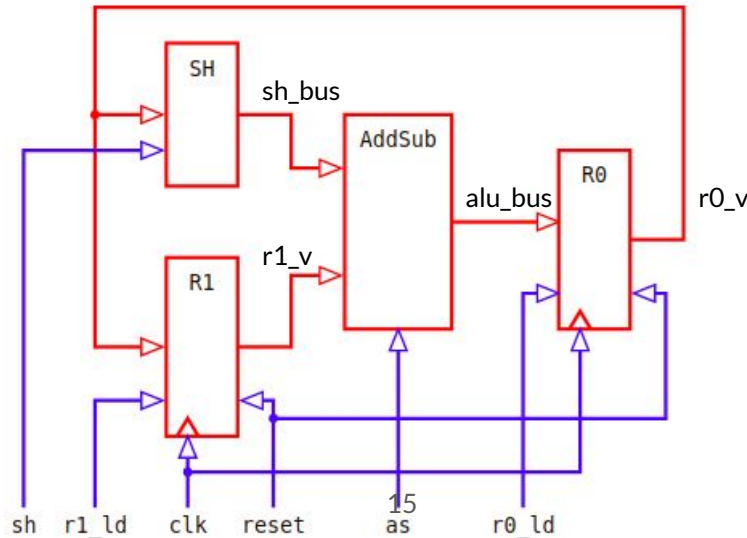 SH
sh_bus
AddSub
R0
alu_bus
r0_v
r1_v
R1
15
sh r1_ld clk reset as r0_ld